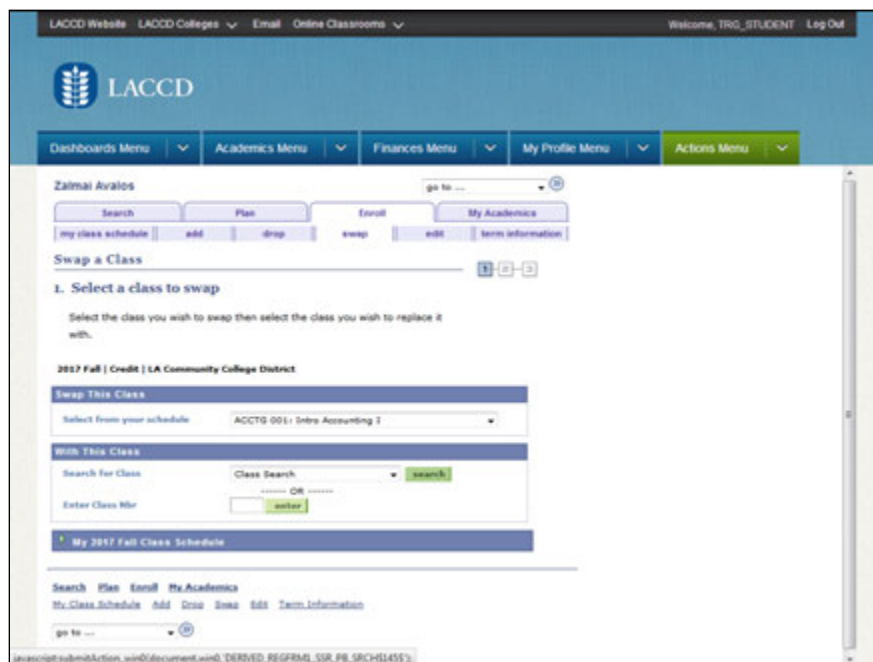 LACCD Website LACCD Colleges Email Online Classrooms Welcome, TRG_STUDENT Log Out
LACCD
Dashboards Menu Academics Menu Finances Menu My Profile Menu Actions Menu
Zalmai Avalos go to ...
Search Plan Enroll My Academics
my class schedule add drop swap edit term information
Swap a Class 1 2 3
1. Select a class to swap
Select the class you wish to swap then select the class you wish to replace it
with.
2017 Fall | Credit | LA Community College District
Swap This Class
Select from your schedule ACCTG 001: Intro Accounting I
With This Class
Search for Class Class Search search
------ OR ------
Enter Class Nbr enter
My 2017 Fall Class Schedule
Search Plan Enroll My Academics
My Class Schedule Add Drop Swap Edit Term Information
go to ...
javascript:submitAction_win0(document.win0,'DERIVED_REGFRM1_SSR_PB_SRCH$145$');